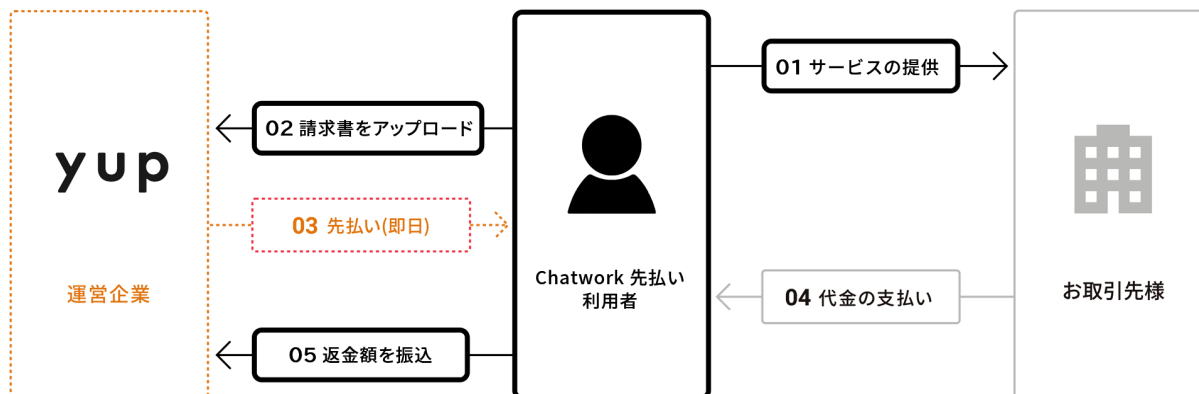 01 サービスの提供
02 請求書をアップロード
yup
03 先払い(即日)
Chatwork 先払い
利用者
運営企業
04 代金の支払い
お取引先様
05 返金額を振込